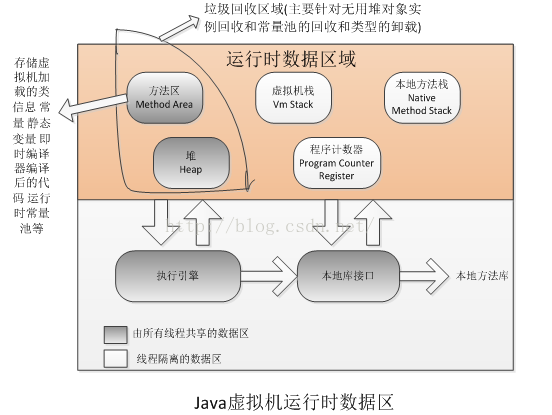 垃圾回收区域(主要针对无用堆对象实
例回收和常量池的回收和类型的卸载)
运行时数据区域
存储虚
拟机加
载的类
信息 常
量 静态
变量 即
时编译
器编译
后的代
码 运行
时常量
池等
方法区
Method Area
虚拟机栈
Vm Stack
本地方法栈
Native
Method Stack
堆
Heap
程序计数器
Program Counter
Register
http://blog.csdn.net/
执行引擎
本地库接口
本地方法库
由所有线程共享的数据区
线程隔离的数据区
Java虚拟机运行时数据区